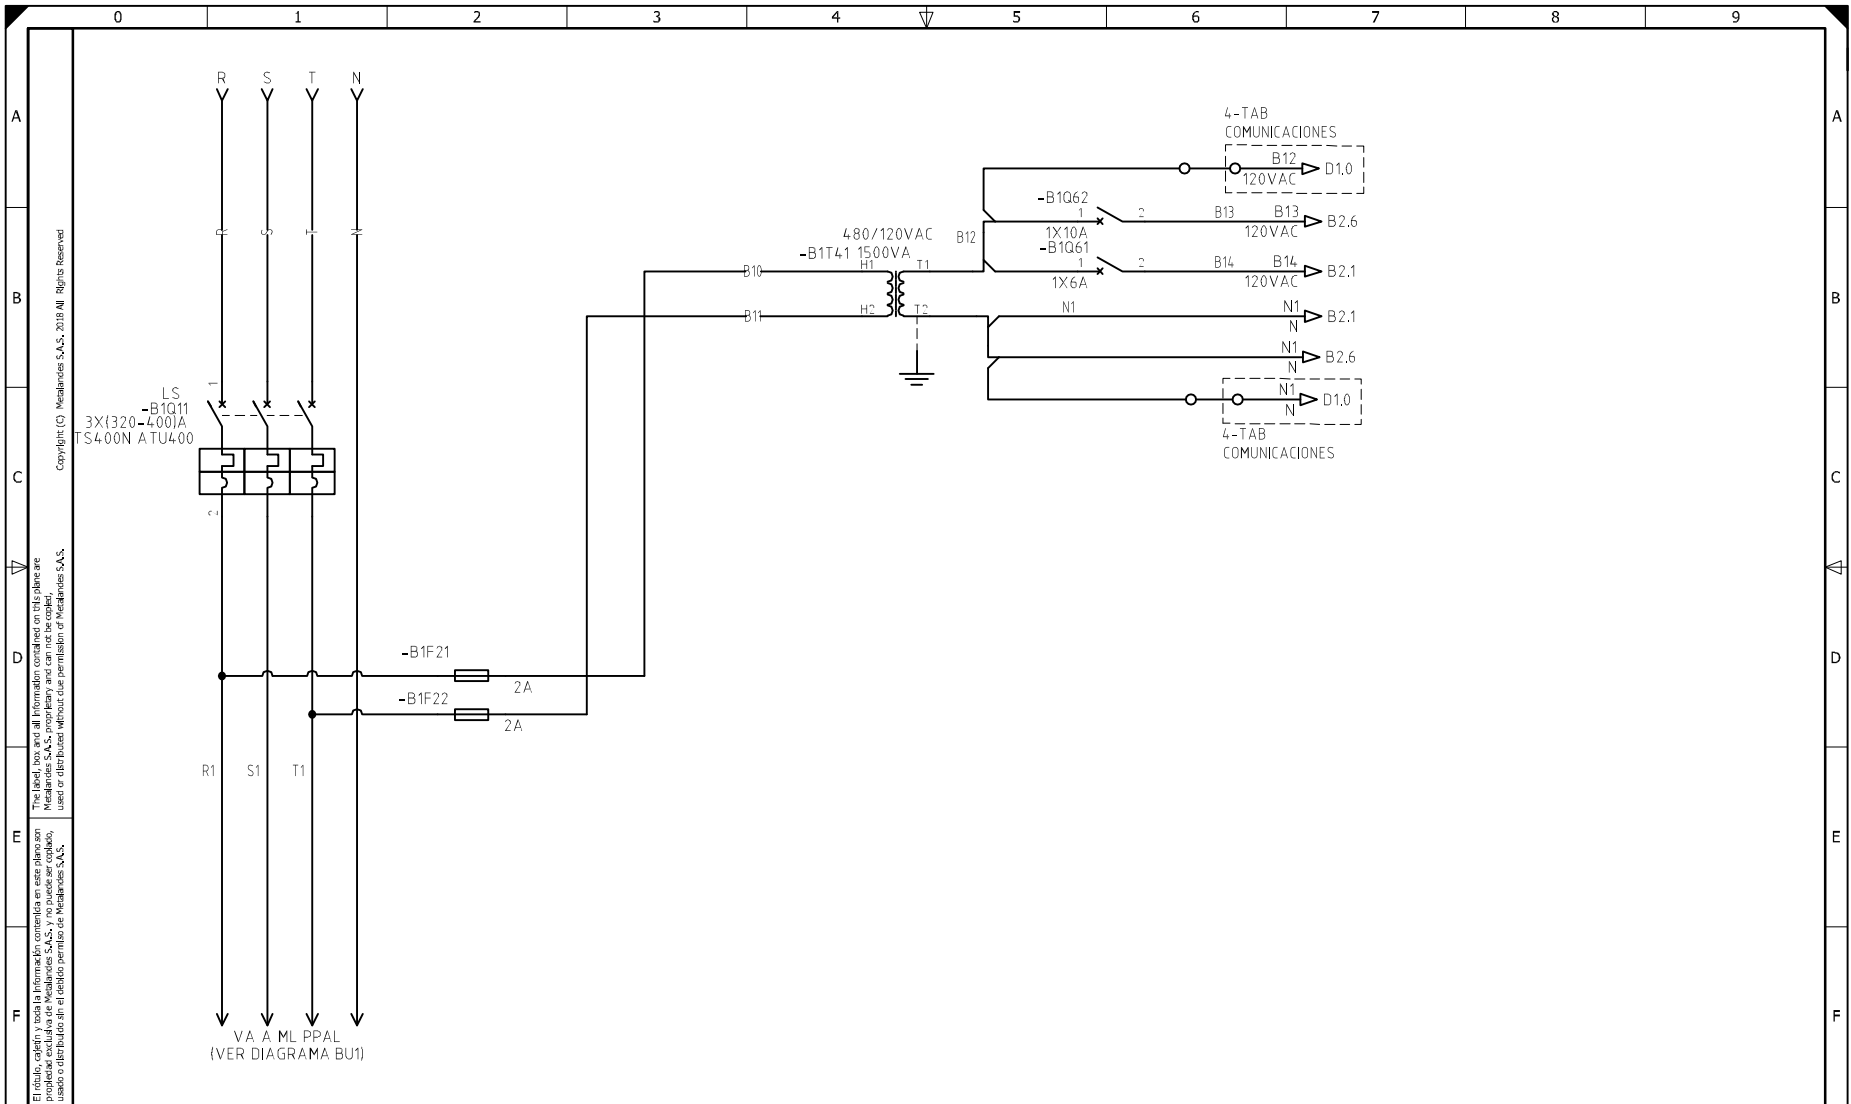 0 1 2 3 4 5 6 7 8 9
A
A
B
B
C
C
D
D
E
E
F
F
R S T N
R S T N
LS
-B1Q11
3X(320-400)A
TS400N ATU400
1
2
-B1F21
2A
-B1F22
2A
R1 S1 T1
VA A ML PPAL
(VER DIAGRAMA BU1)
B10
B11
480/120VAC
-B1T41 1500VA
H1 T1
H2 T2
B12
4-TAB
COMUNICACIONES
B12
120VAC
D1.0
-B1Q62
1 2
1X10A
B13 B13
120VAC
B2.6
-B1Q61
1 2
1X6A
B14 B14
120VAC
B2.1
N1 N1
N
B2.1
N1
N
B2.6
N1
N
D1.0
4-TAB
COMUNICACIONES
Copyright (C) Metalandes S.A.S. 2018 All Rights Reserved
The label, box and all information contained on this plane are
Metalandes S.A.S. proprietary and can not be copied,
used or distributed without due permission of Metalandes S.A.S.
El rótulo, cajetín y toda la información contenida en este plano son
propiedad exclusiva de Metalandes S.A.S. y no puede ser copiado,
usado o distribuido sin el debido permiso de Metalandes S.A.S.